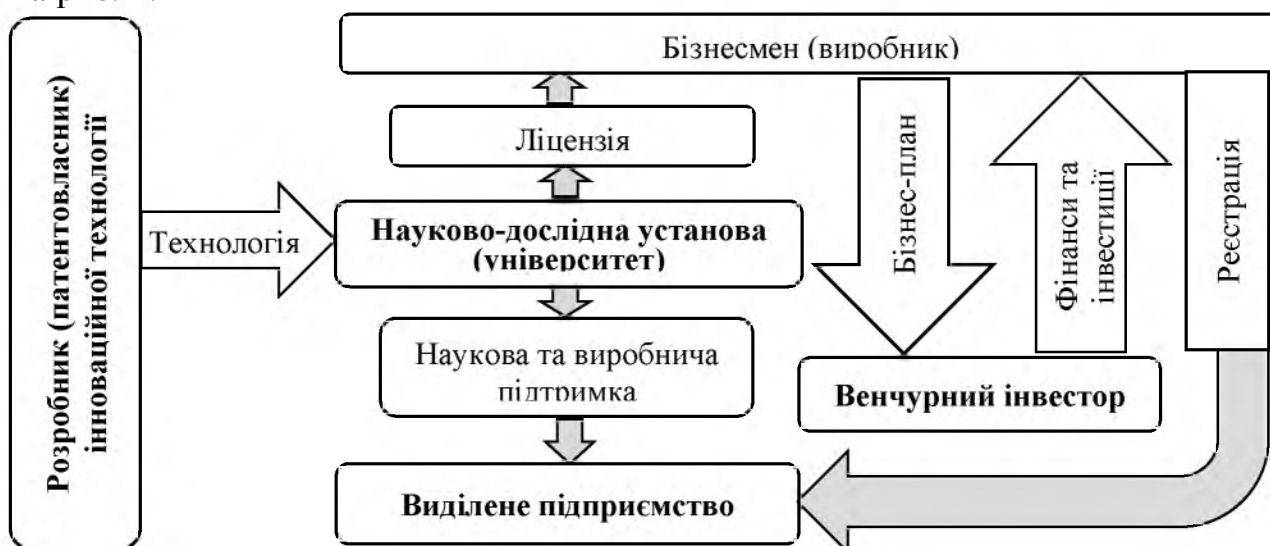 Бізнесмен (виробник)
Розробник (патентовласник)
інноваційної технології
Ліцензія
Технологія
Науково-дослідна установа
(університет)
Бізнес-план
Фінанси та
інвестиції
Реєстрація
Наукова та виробнича
підтримка
Венчурний інвестор
Виділене підприємство